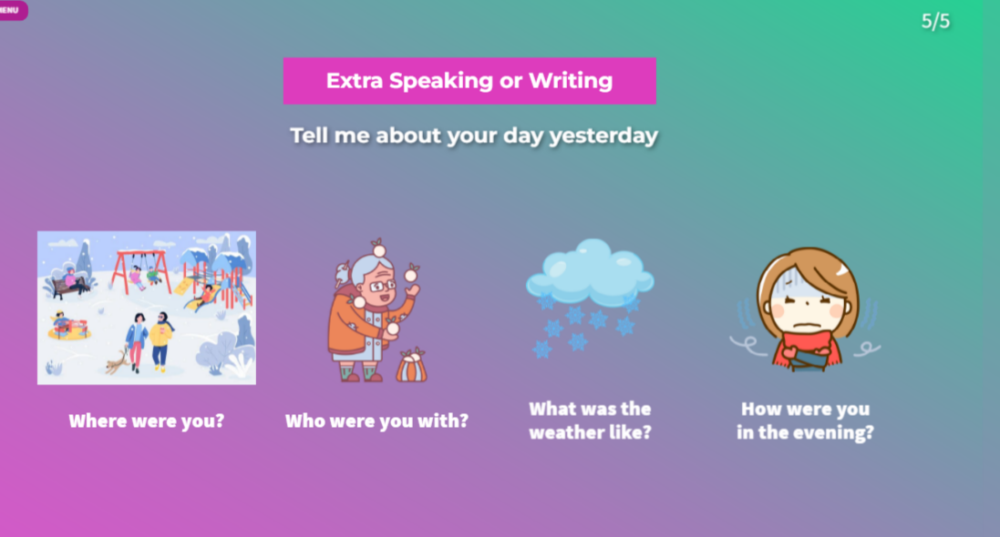 MENU
5/5
Extra Speaking or Writing
Tell me about your day yesterday
Where were you?
Who were you with?
What was the
weather like?
How were you
in the evening?